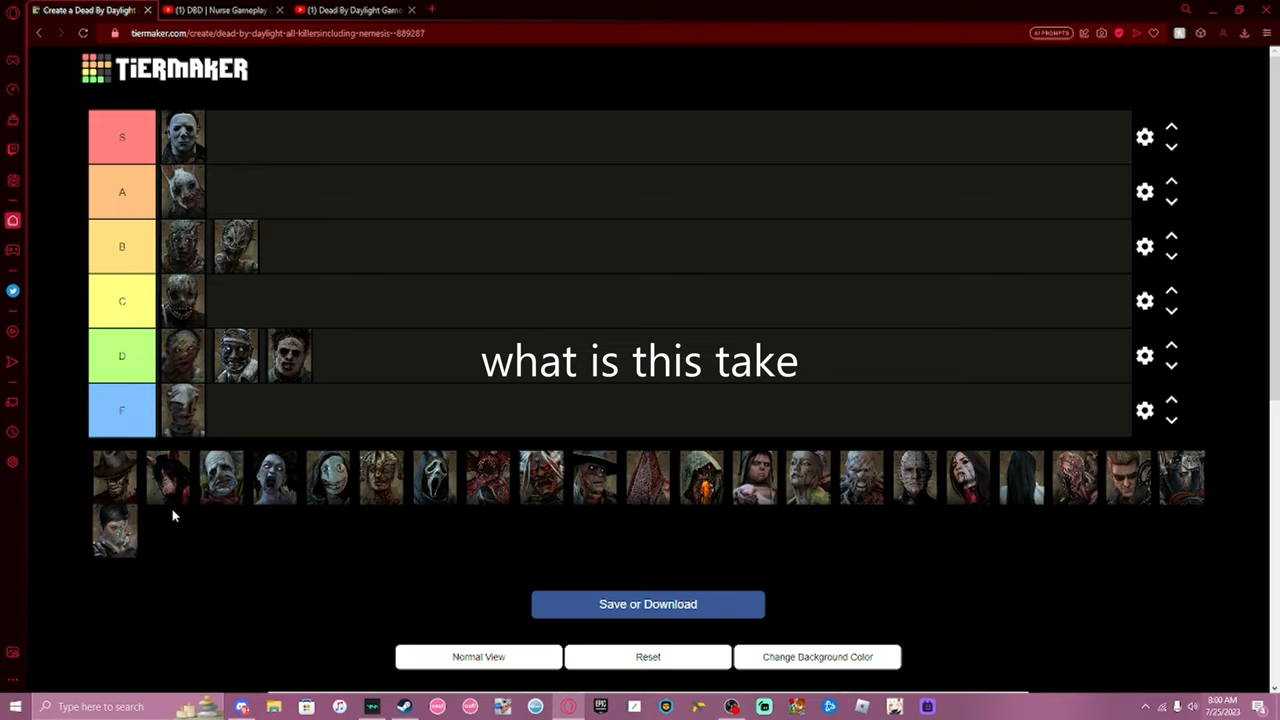 Create a Dead By Daylight
(1) DBD | Nurse Gameplay
(1) Dead By Daylight Game
tiermaker.com/create/dead-by-daylight-all-killersincluding-nemesis--889287
AI PROMPTS
TiERMAKER
S
A
B
C
D
F
what is this take
Save or Download
Normal View
Reset
Change Background Color
Type here to search
8:00 AM
7/25/2023